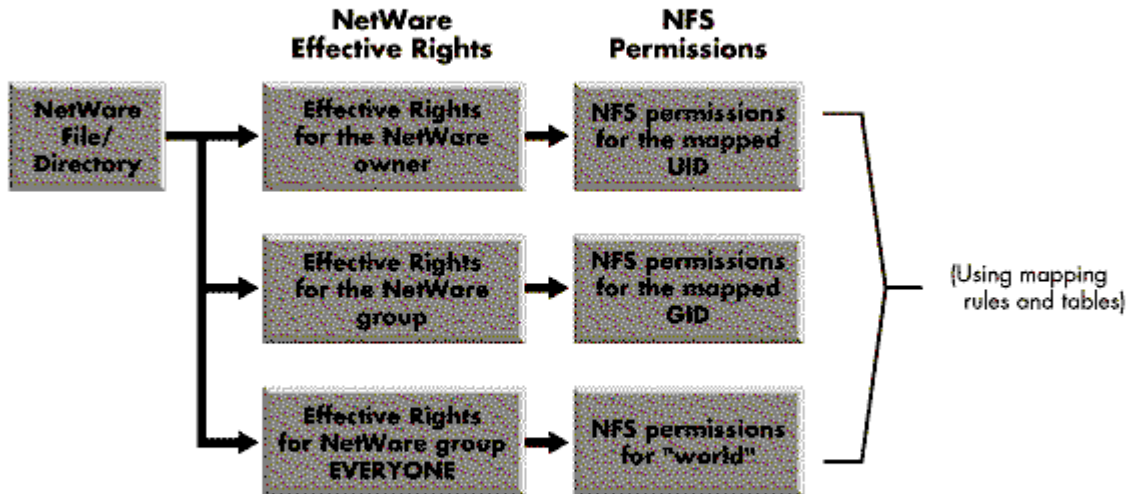 NetWare
Effective Rights
NFS
Permissions
NetWare
File/
Directory
Effective Rights
for the NetWare
owner
NFS permissions
for the mapped
UID
Effective Rights
for the NetWare
group
NFS permissions
for the mapped
GID
(Using mapping
rules and tables)
Effective Rights
for NetWare group
EVERYONE
NFS permissions
for "world"